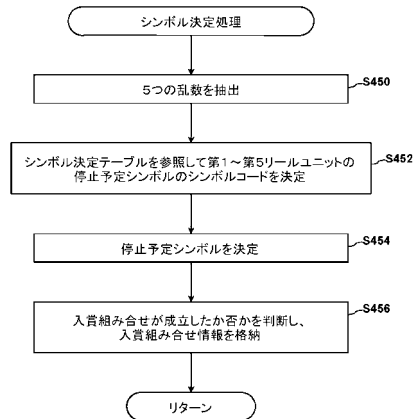 シンボル決定処理
5つの乱数を抽出
S450
シンボル決定テーブルを参照して第1～第5リールユニットの
停止予定シンボルのシンボルコードを決定
S452
停止予定シンボルを決定
S454
入賞組み合せが成立したか否かを判断し、
入賞組み合せ情報を格納
S456
リターン